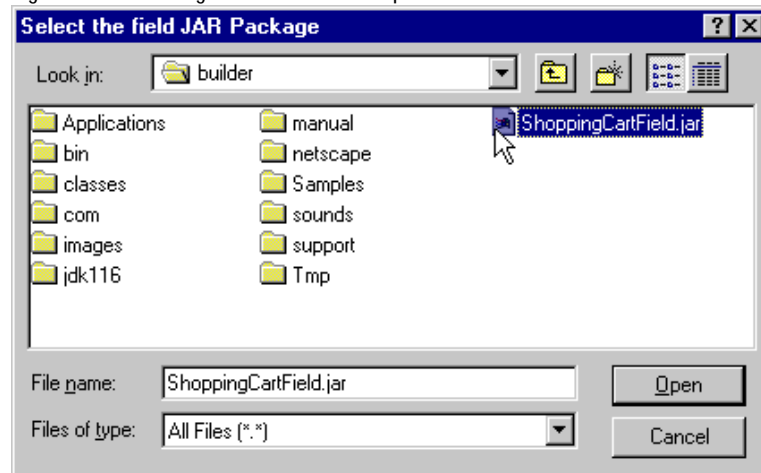 Select the field JAR Package
Look in: builder
Applications
bin
classes
com
images
jdk116
manual
netscape
Samples
sounds
support
Tmp
ShoppingCartField.jar
File name: ShoppingCartField.jar
Open
Files of type: All Files (*.*)
Cancel